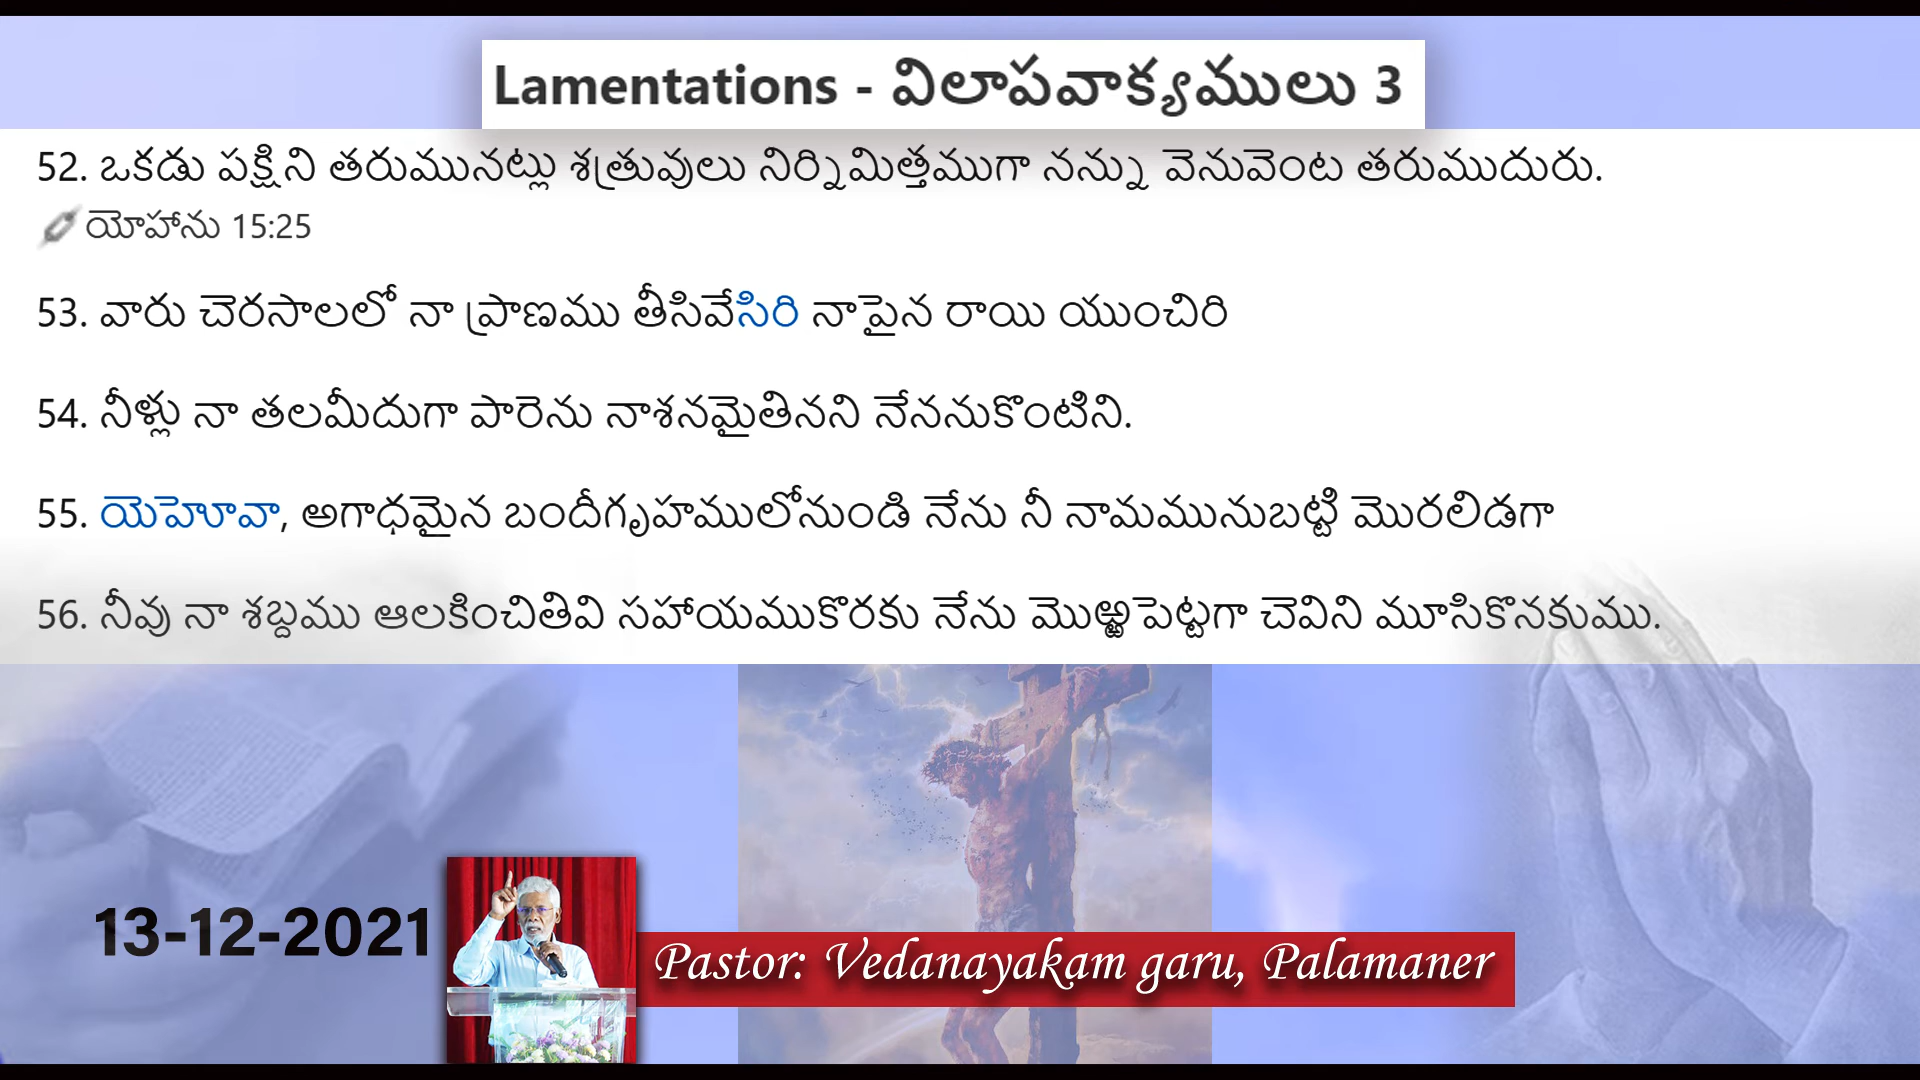 Lamentations - విలాపవాక్యములు 3
52. ఒకడు పక్షిని తరుమునట్లు శత్రువులు నిర్నిమిత్తముగా నన్ను వెనువెంట తరుముదురు.
యోహాను 15:25
53. వారు చెరసాలలో నా ప్రాణము తీసివేసిరి నాపైన రాయి యుంచిరి
54. నీళ్లు నా తలమీదుగా పారెను నాశనమైతినని నేననుకొంటిని.
55. యెహోవా, అగాధమైన బందీగృహములోనుండి నేను నీ నామమునుబట్టి మొరలిడగా
56. నీవు నా శబ్దము ఆలకించితివి సహాయముకొరకు నేను మొఱ్ఱపెట్టగా చెవిని మూసికొనకుము.
13-12-2021
Pastor: Vedanayakam garu, Palamaner